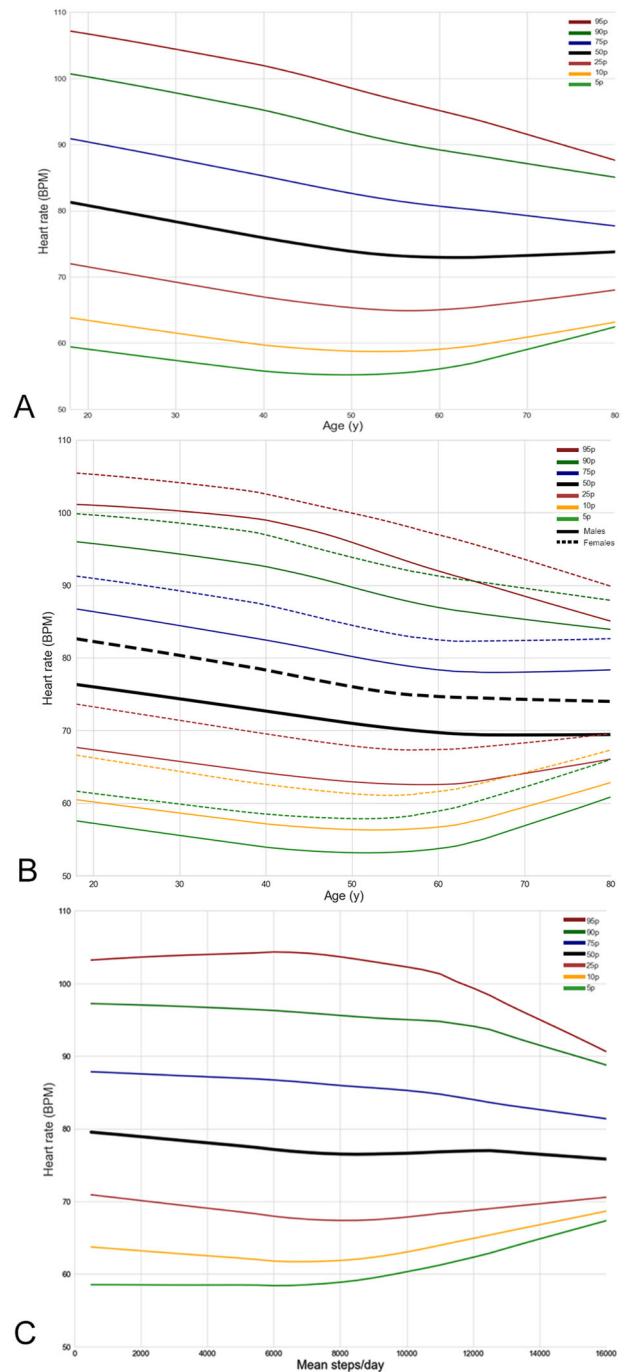 110
100
90
80
70
60
50
Heart rate (BPM)
95p
90p
75p
50p
25p
10p
5p
20
30
40
50
60
70
80
Age (y)
A
110
100
90
80
70
60
50
Heart rate (BPM)
95p
90p
75p
50p
25p
10p
5p
Males
Females
20
30
40
50
60
70
80
Age (y)
B
110
100
90
80
70
60
50
Heart rate (BPM)
95p
90p
75p
50p
25p
10p
5p
0
2000
4000
6000
8000
10000
12000
14000
16000
Mean steps/day
C